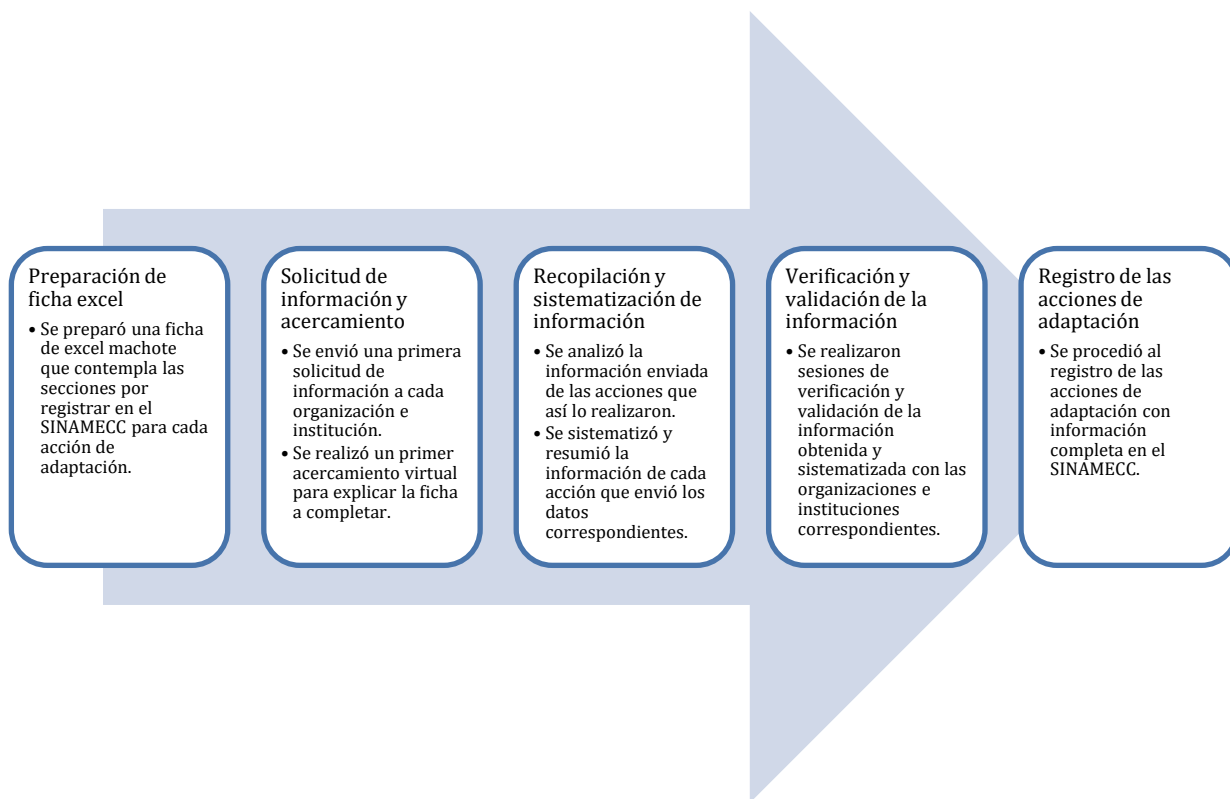 Preparación de
ficha excel
• Se preparó una ficha
de excel machote
que contempla las
secciones por
registrar en el
SINAMECC para cada
acción de
adaptación.
Solicitud de
información y
acercamiento
• Se envió una primera
solicitud de
información a cada
organización e
institución.
• Se realizó un primer
acercamiento virtual
para explicar la ficha
a completar.
Recopilación y
sistematización de
información
• Se analizó la
información enviada
de las acciones que
así lo realizaron.
• Se sistematizó y
resumió la
información de cada
acción que envió los
datos
correspondientes.
Verificación y
validación de la
información
• Se realizaron
sesiones de
verificación y
validación de la
información
obtenida y
sistematizada con las
organizaciones e
instituciones
correspondientes.
Registro de las
acciones de
adaptación
• Se procedió al
registro de las
acciones de
adaptación con
información
completa en el
SINAMECC.